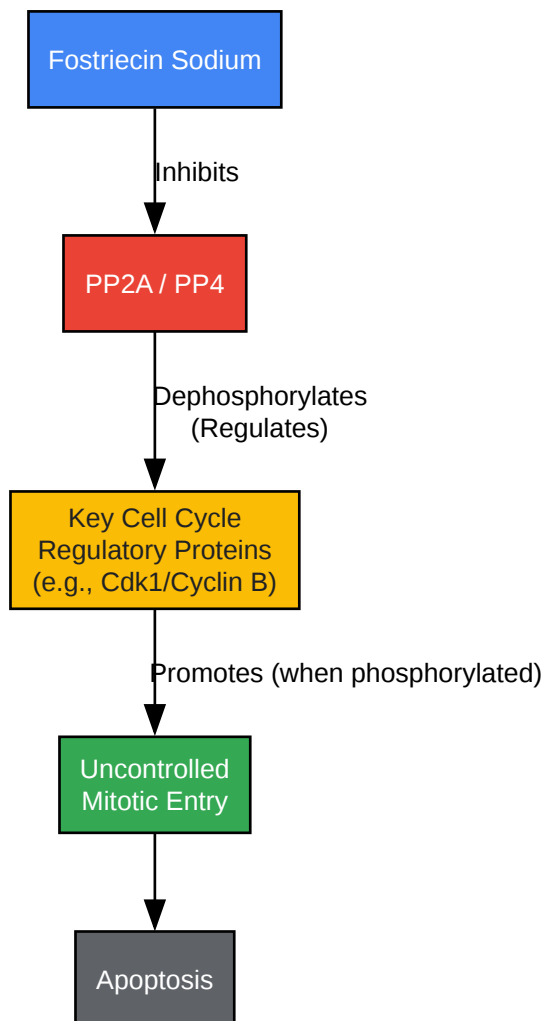 Fostriecin Sodium
Inhibits
PP2A / PP4
Dephosphorylates
(Regulates)
Key Cell Cycle
Regulatory Proteins
(e.g., Cdk1/Cyclin B)
Promotes (when phosphorylated)
Uncontrolled
Mitotic Entry
Apoptosis